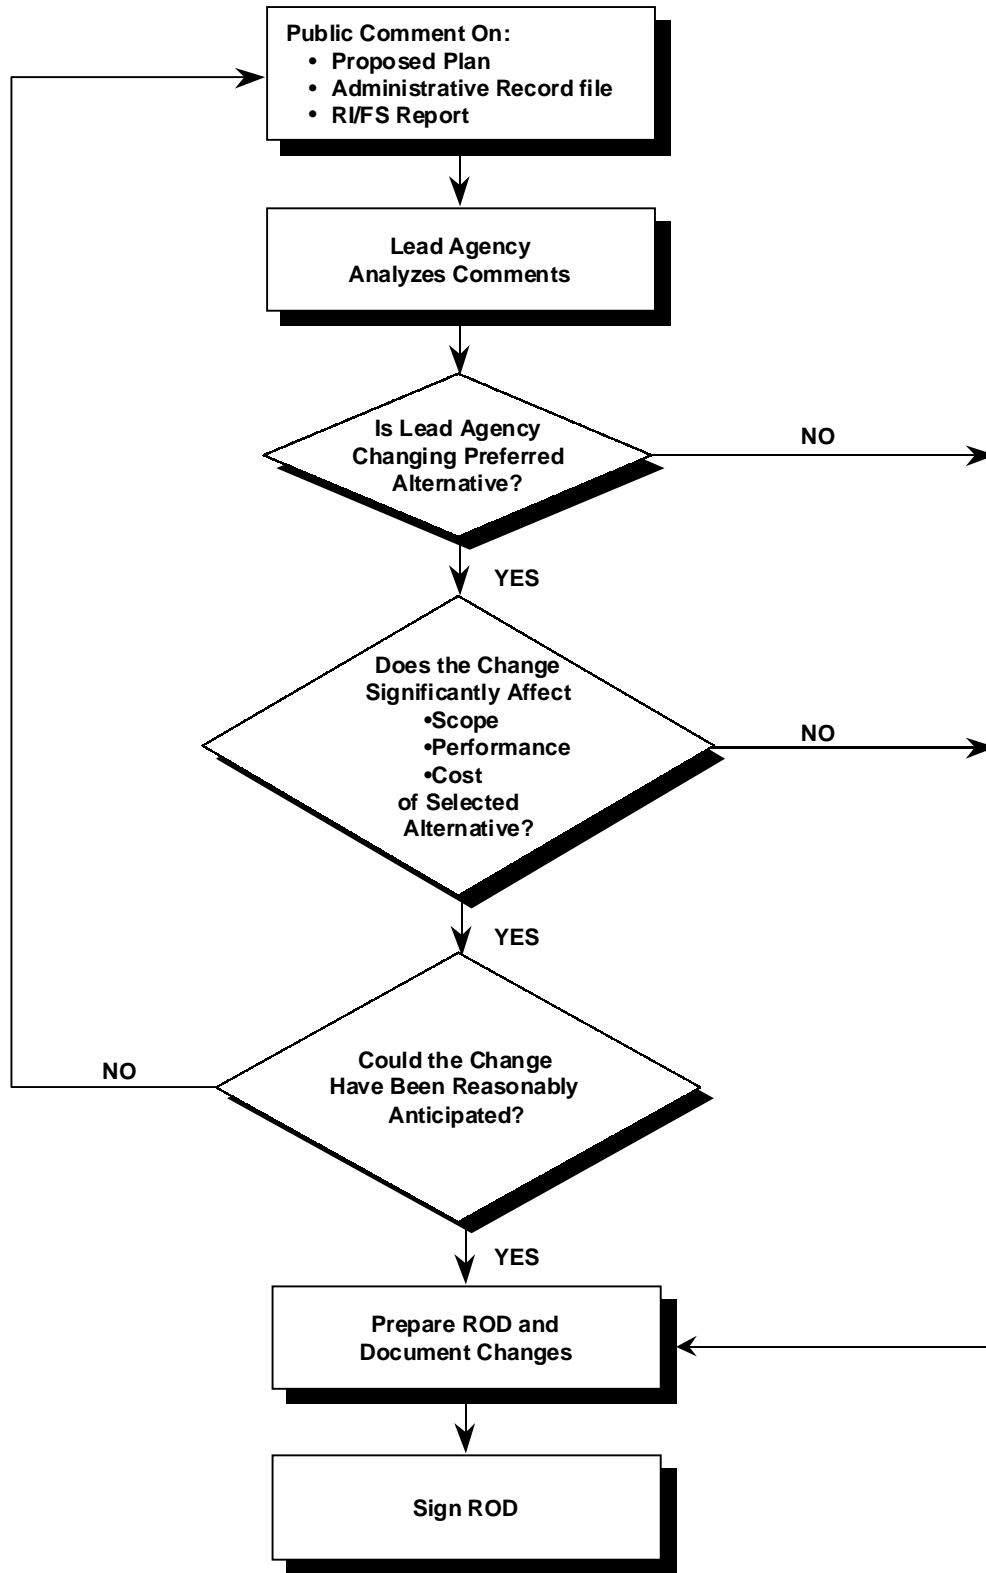 Public Comment On:
• Proposed Plan
• Administrative Record file
• RI/FS Report
Lead Agency
Analyzes Comments
Is Lead Agency
Changing Preferred
Alternative?
NO
YES
Does the Change
Significantly Affect
•Scope
•Performance
•Cost
of Selected
Alternative?
NO
YES
Could the Change
Have Been Reasonably
Anticipated?
NO
YES
Prepare ROD and
Document Changes
Sign ROD